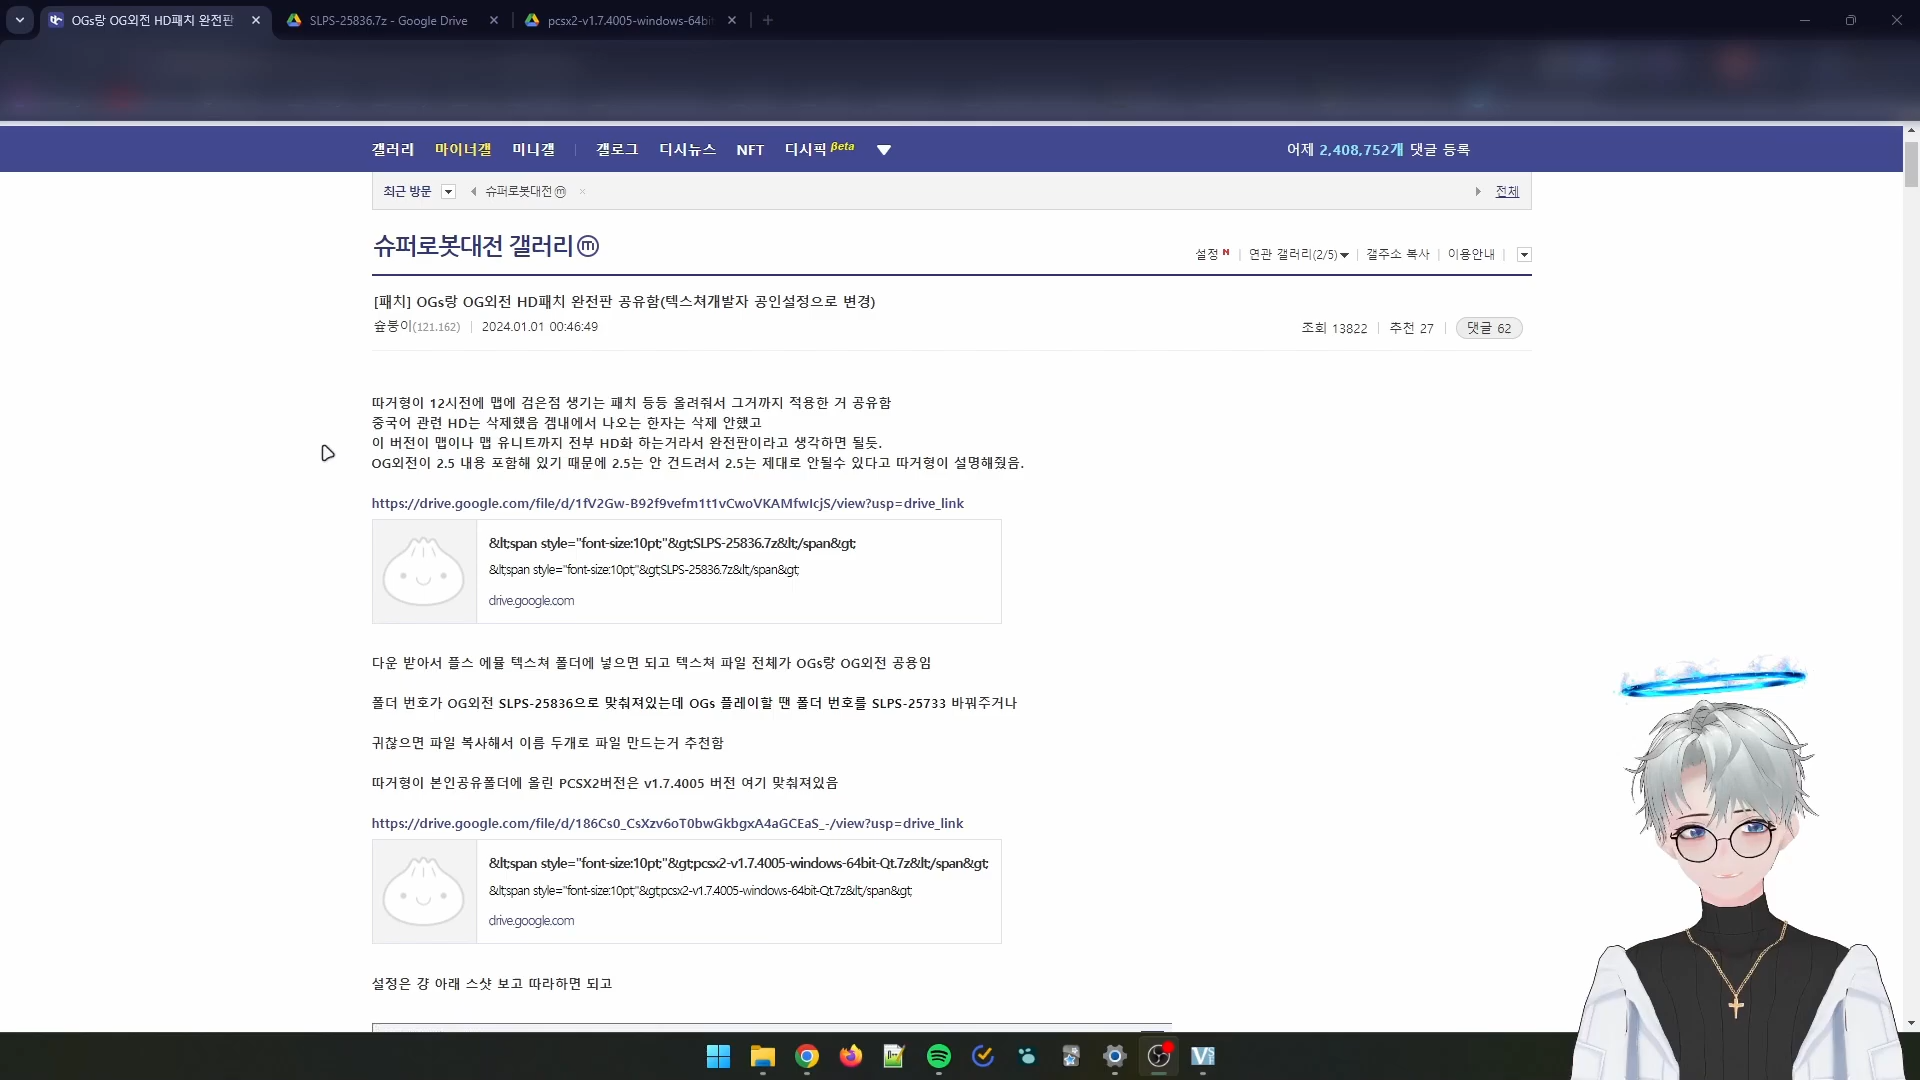 OGs랑 OG외전 HD패치 완전판
SLPS-25836.7z - Google Drive
pcsx2-v1.7.4005-windows-64bit
갤러리 마이너갤 미니갤 갤로그 디시뉴스 NFT 디시픽 beta
어제 2,408,752개 댓글 등록
최근 방문 슈퍼로봇대전ⓜ 전체
슈퍼로봇대전 갤러리ⓜ
설정 N 연관 갤러리(2/5) 갤주소 복사 이용안내
[패치] OGs랑 OG외전 HD패치 완전판 공유함(텍스쳐개발자 공인설정으로 변경)
슢붕이(121.162) 2024.01.01 00:46:49
조회 13822 추천 27 댓글 62
따거형이 12시전에 맵에 검은점 생기는 패치 등등 올려줘서 그거까지 적용한 거 공유함
중국어 관련 HD는 삭제했음 겜내에서 나오는 한자는 삭제 안했고
이 버전이 맵이나 맵 유니트까지 전부 HD화 하는거라서 완전판이라고 생각하면 될듯.
OG외전이 2.5 내용 포함해 있기 때문에 2.5는 안 건드려서 2.5는 제대로 안될수 있다고 따거형이 설명해줬음.
https://drive.google.com/file/d/1fV2Gw-B92f9vefm1t1vCwoVKAMfwIcjS/view?usp=drive_link
&lt;span style="font-size:10pt;"&gt;SLPS-25836.7z&lt;/span&gt;
&lt;span style="font-size:10pt;"&gt;SLPS-25836.7z&lt;/span&gt;
drive.google.com
다운 받아서 플스 에뮬 텍스쳐 폴더에 넣으면 되고 텍스쳐 파일 전체가 OGs랑 OG외전 공용임
폴더 번호가 OG외전 SLPS-25836으로 맞춰져있는데 OGs 플레이할 땐 폴더 번호를 SLPS-25733 바꿔주거나
귀찮으면 파일 복사해서 이름 두개로 파일 만드는거 추천함
따거형이 본인공유폴더에 올린 PCSX2버전은 v1.7.4005 버전 여기 맞춰져있음
https://drive.google.com/file/d/186Cs0_CsXzv6oT0bwGkbgxA4aGCEaS_-/view?usp=drive_link
&lt;span style="font-size:10pt;"&gt;pcsx2-v1.7.4005-windows-64bit-Qt.7z&lt;/span&gt;
&lt;span style="font-size:10pt;"&gt;pcsx2-v1.7.4005-windows-64bit-Qt.7z&lt;/span&gt;
drive.google.com
설정은 걍 아래 스샷 보고 따라하면 되고